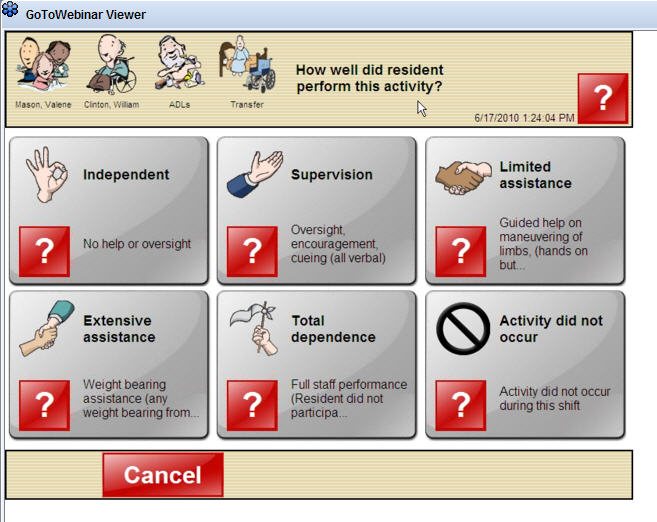 GoToWebinar Viewer
How well did resident
perform this activity?
Mason, Valene
Clinton, William
ADLs
Transfer
?
6/17/2010 1:24:04 PM
Independent
?
No help or oversight
Supervision
?
Oversight,
encouragement,
cueing (all verbal)
Limited
assistance
?
Guided help on
maneuvering of
limbs, (hands on
but...
Extensive
assistance
?
Weight bearing
assistance (any
weight bearing from...
Total
dependence
?
Full staff performance
(Resident did not
participa...
Activity did not
occur
?
Activity did not occur
during this shift
Cancel